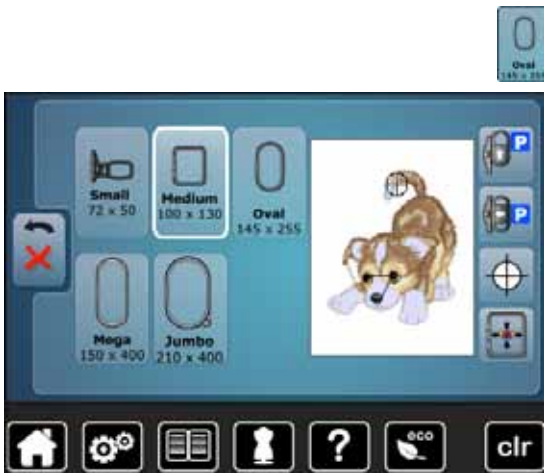 Oval
145 x 255
P
Small
72 x 50
Medium
100 x 130
Oval
145 x 255
P
Mega
150 x 400
Jumbo
210 x 400
?
eco
clr